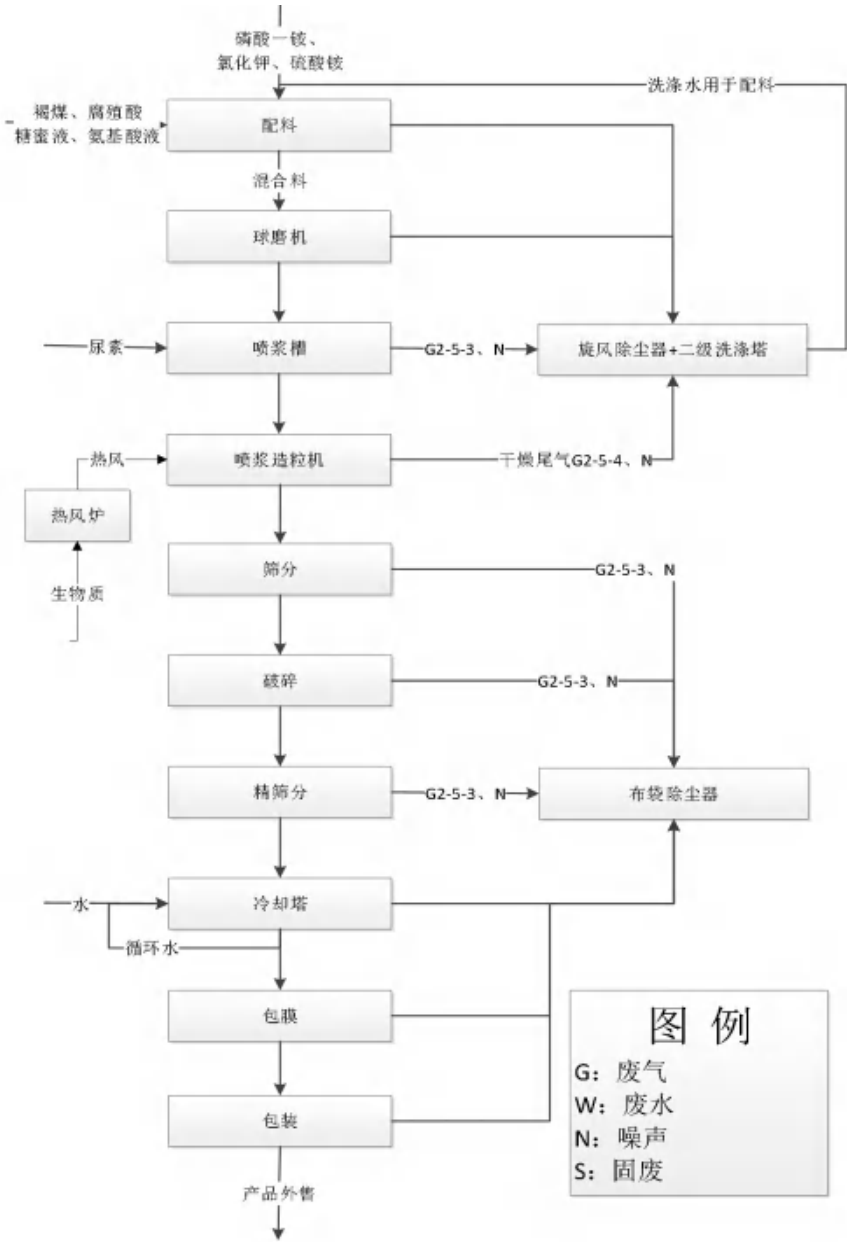 磷酸一铵、
氯化钾、硫酸铵
洗涤水用于配料
褐煤、腐殖酸
糖蜜液、氨基酸液
配料
混合料
球磨机
尿素
喷浆槽
G2-5-3、N
旋风除尘器+二级洗涤塔
热风
喷浆造粒机
干燥尾气G2-5-4、N
热风炉
筛分
G2-5-3、N
生物质
破碎
G2-5-3、N
精筛分
G2-5-3、N
布袋除尘器
水
冷却塔
循环水
包膜
包装
产品外售
图 例
G：废气
W：废水
N：噪声
S：固废